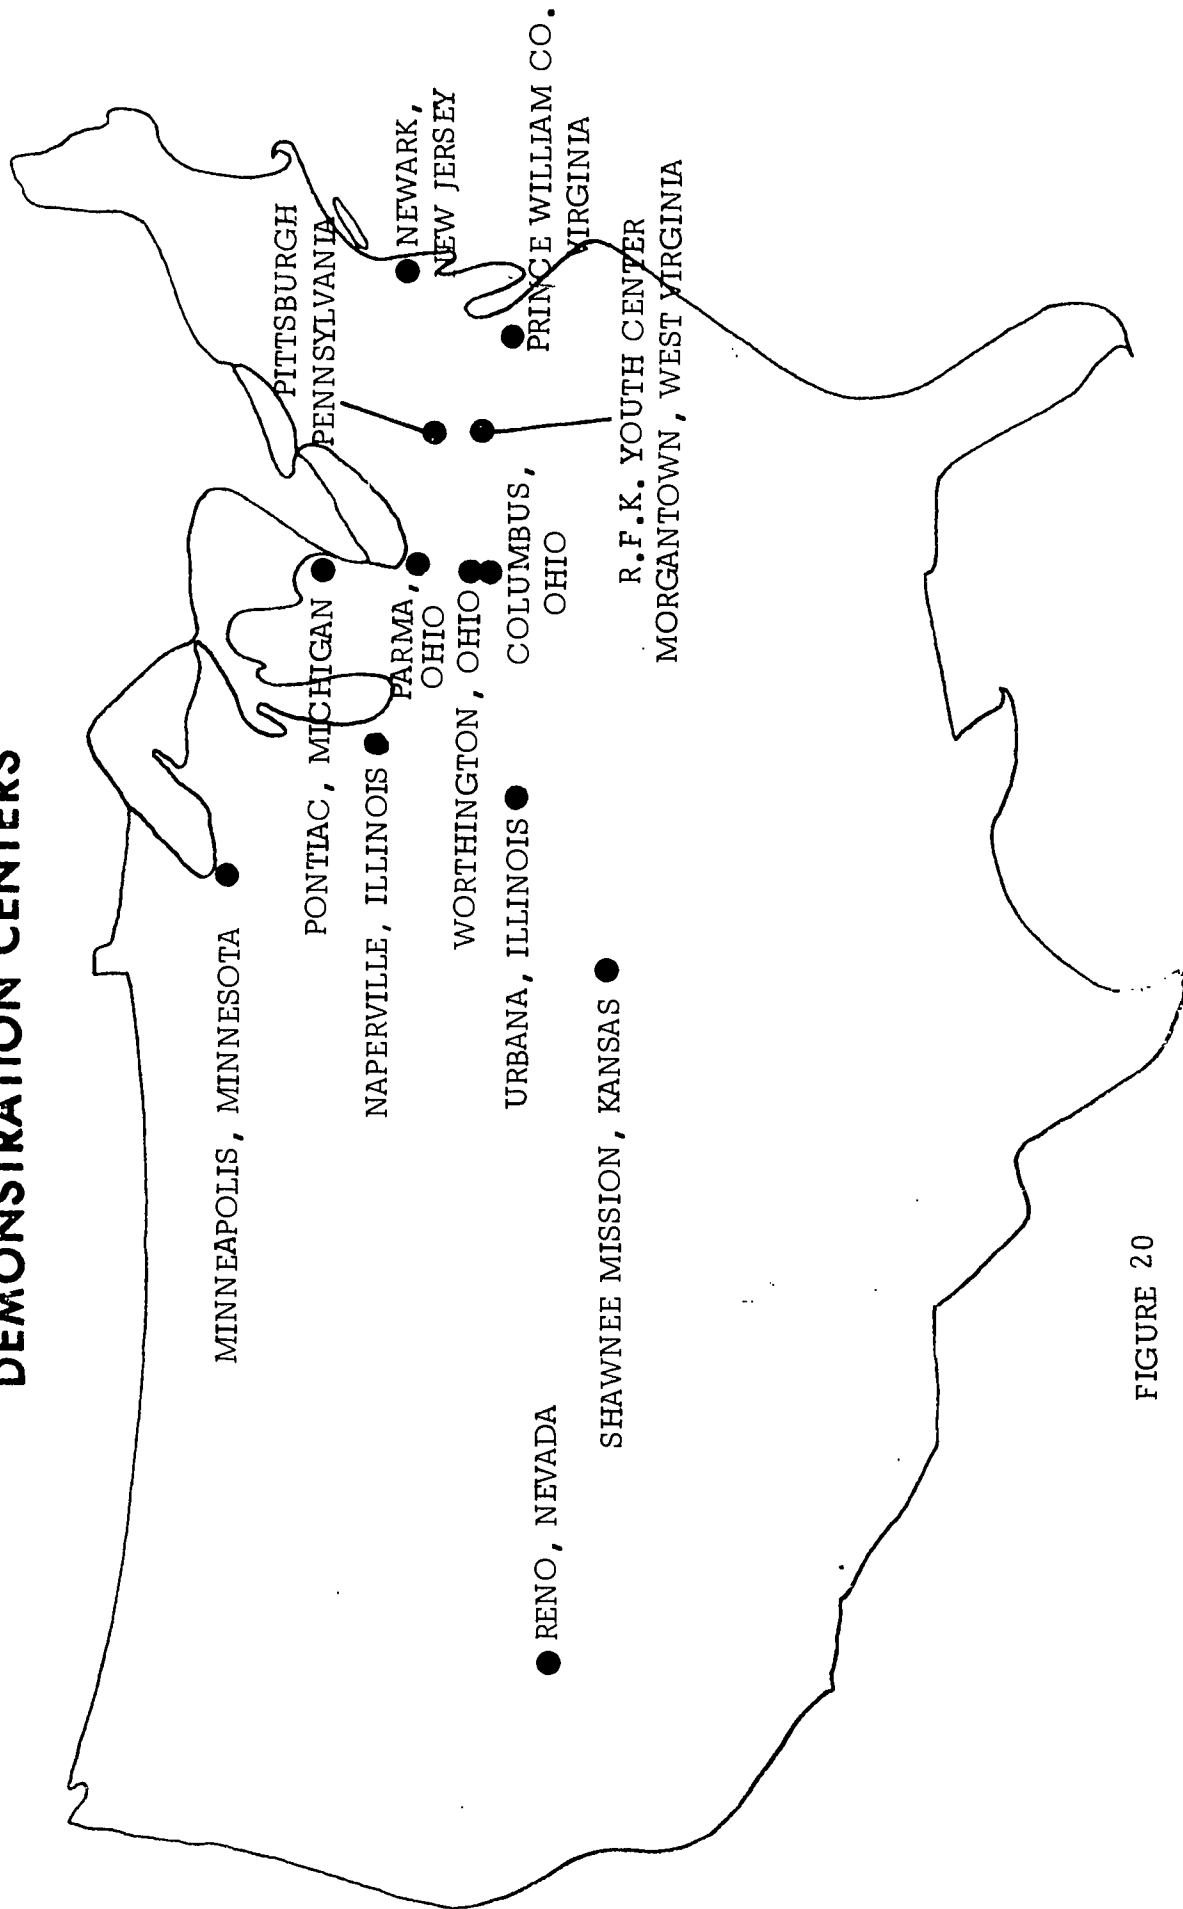 DEMONSTRATION CENTERS
MINNEAPOLIS, MINNESOTA
PITTSBURGH
PENNSYLVANIA
PONTIAC, MICHIGAN
NAPERVILLE, ILLINOIS
PARMA,
OHIO
NEWARK,
NEW JERSEY
WORTHINGTON, OHIO
URBANA, ILLINOIS
COLUMBUS,
OHIO
PRINCE WILLIAM CO.
VIRGINIA
RENO, NEVADA
SHAWNEE MISSION, KANSAS
R.F.K. YOUTH CENTER
MORGANTOWN, WEST VIRGINIA
FIGURE 20